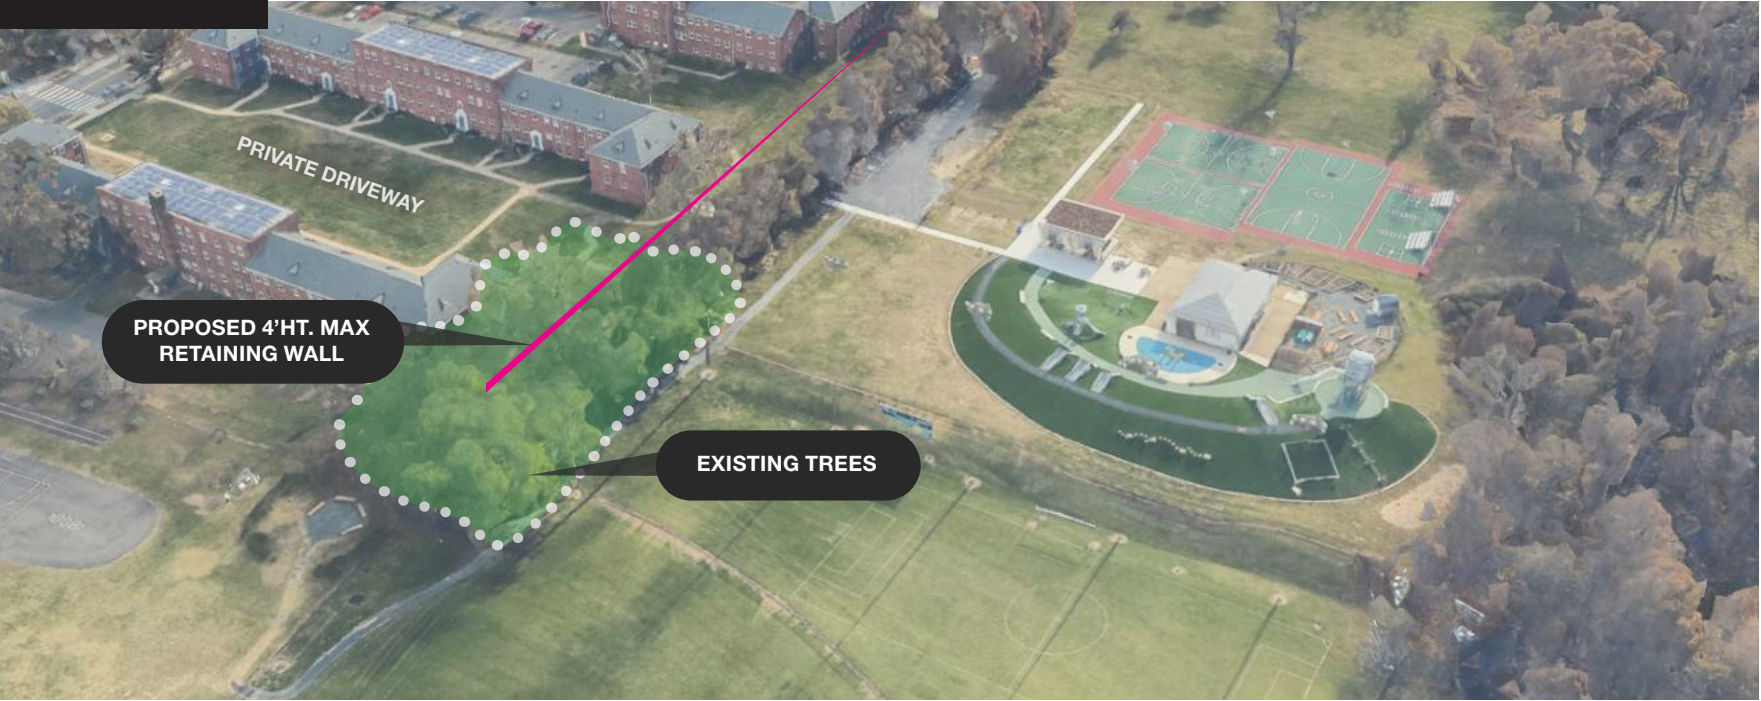 PRIVATE DRIVEWAY
PROPOSED 4'HT. MAX
RETAINING WALL
EXISTING TREES